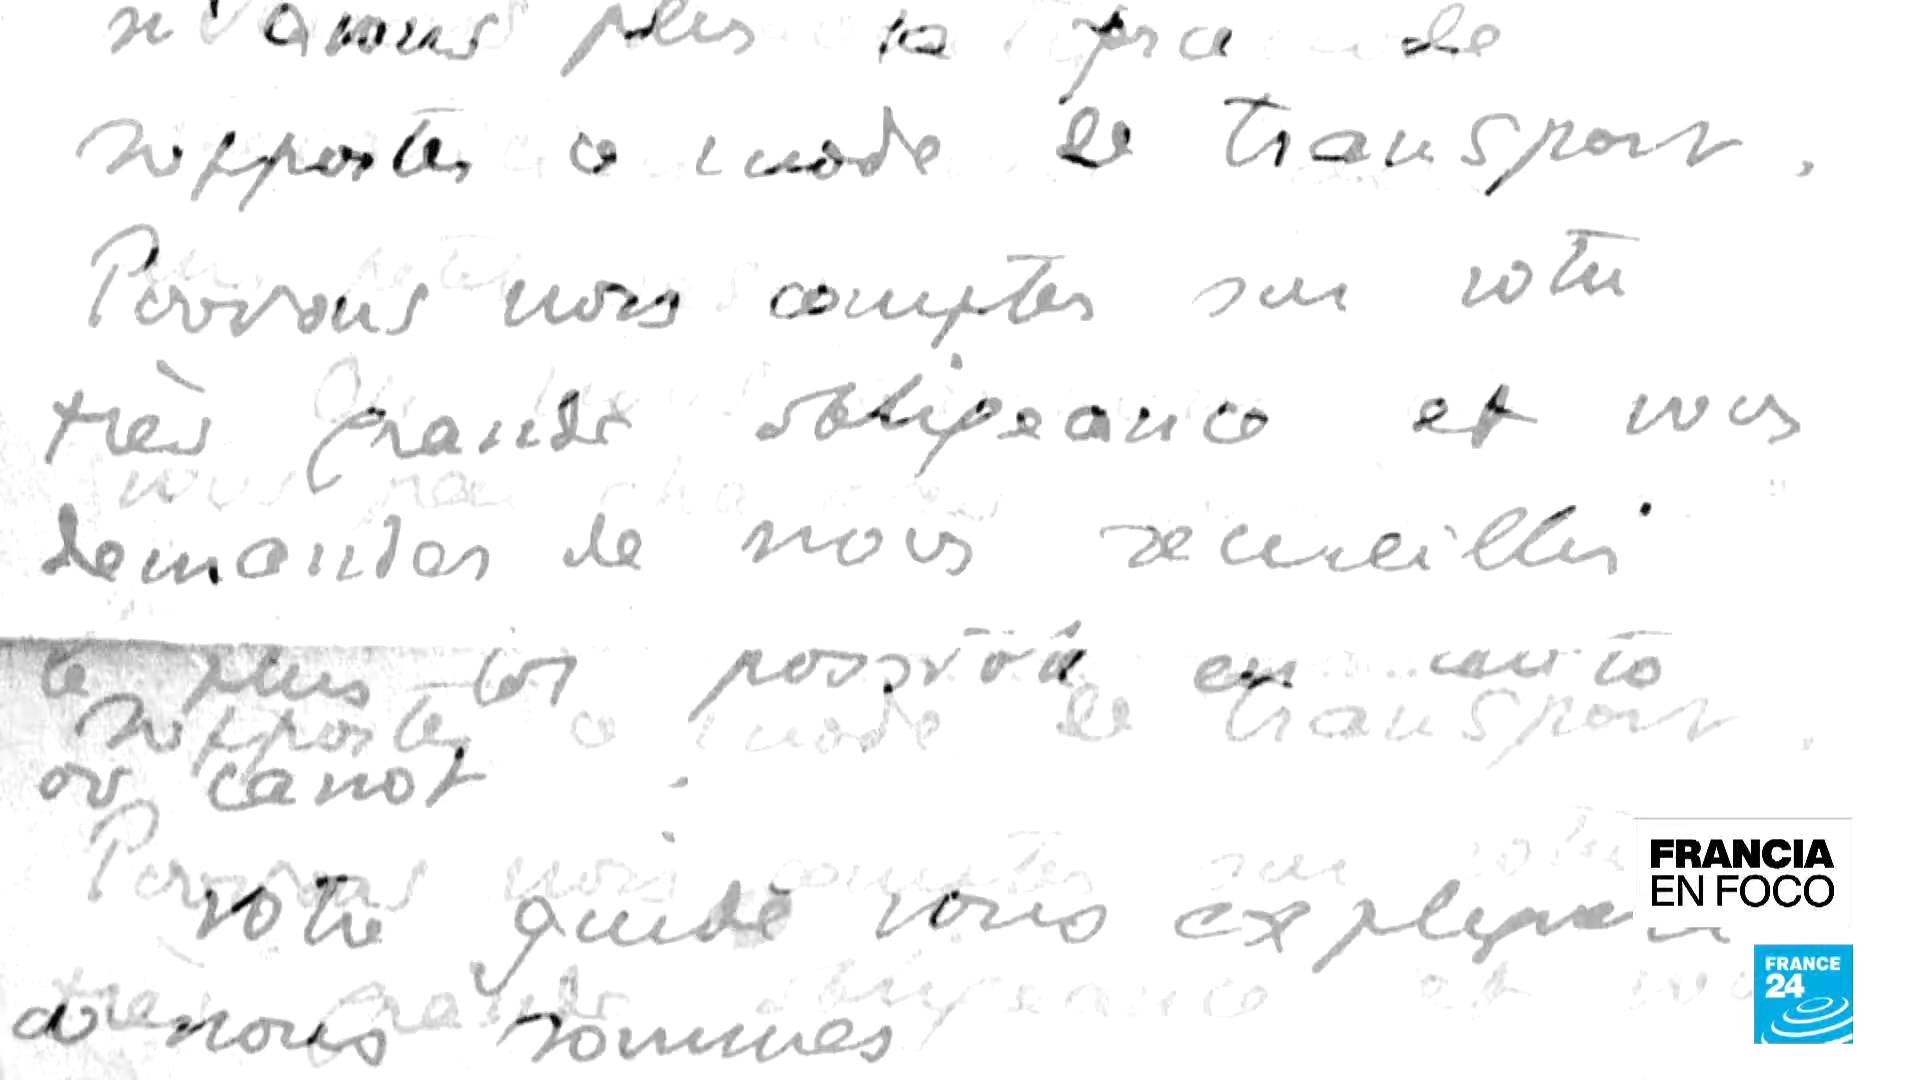 n'avons plus la force de
supporter ce mode de transport.
Pouvons nous compter sur votre
très grande obligeance et vous
demander de nous recueillir
le plus tôt possible en auto
ou canot.
votre guide vous expliquera
où nous sommes
FRANCIA
EN FOCO
FRANCE
24